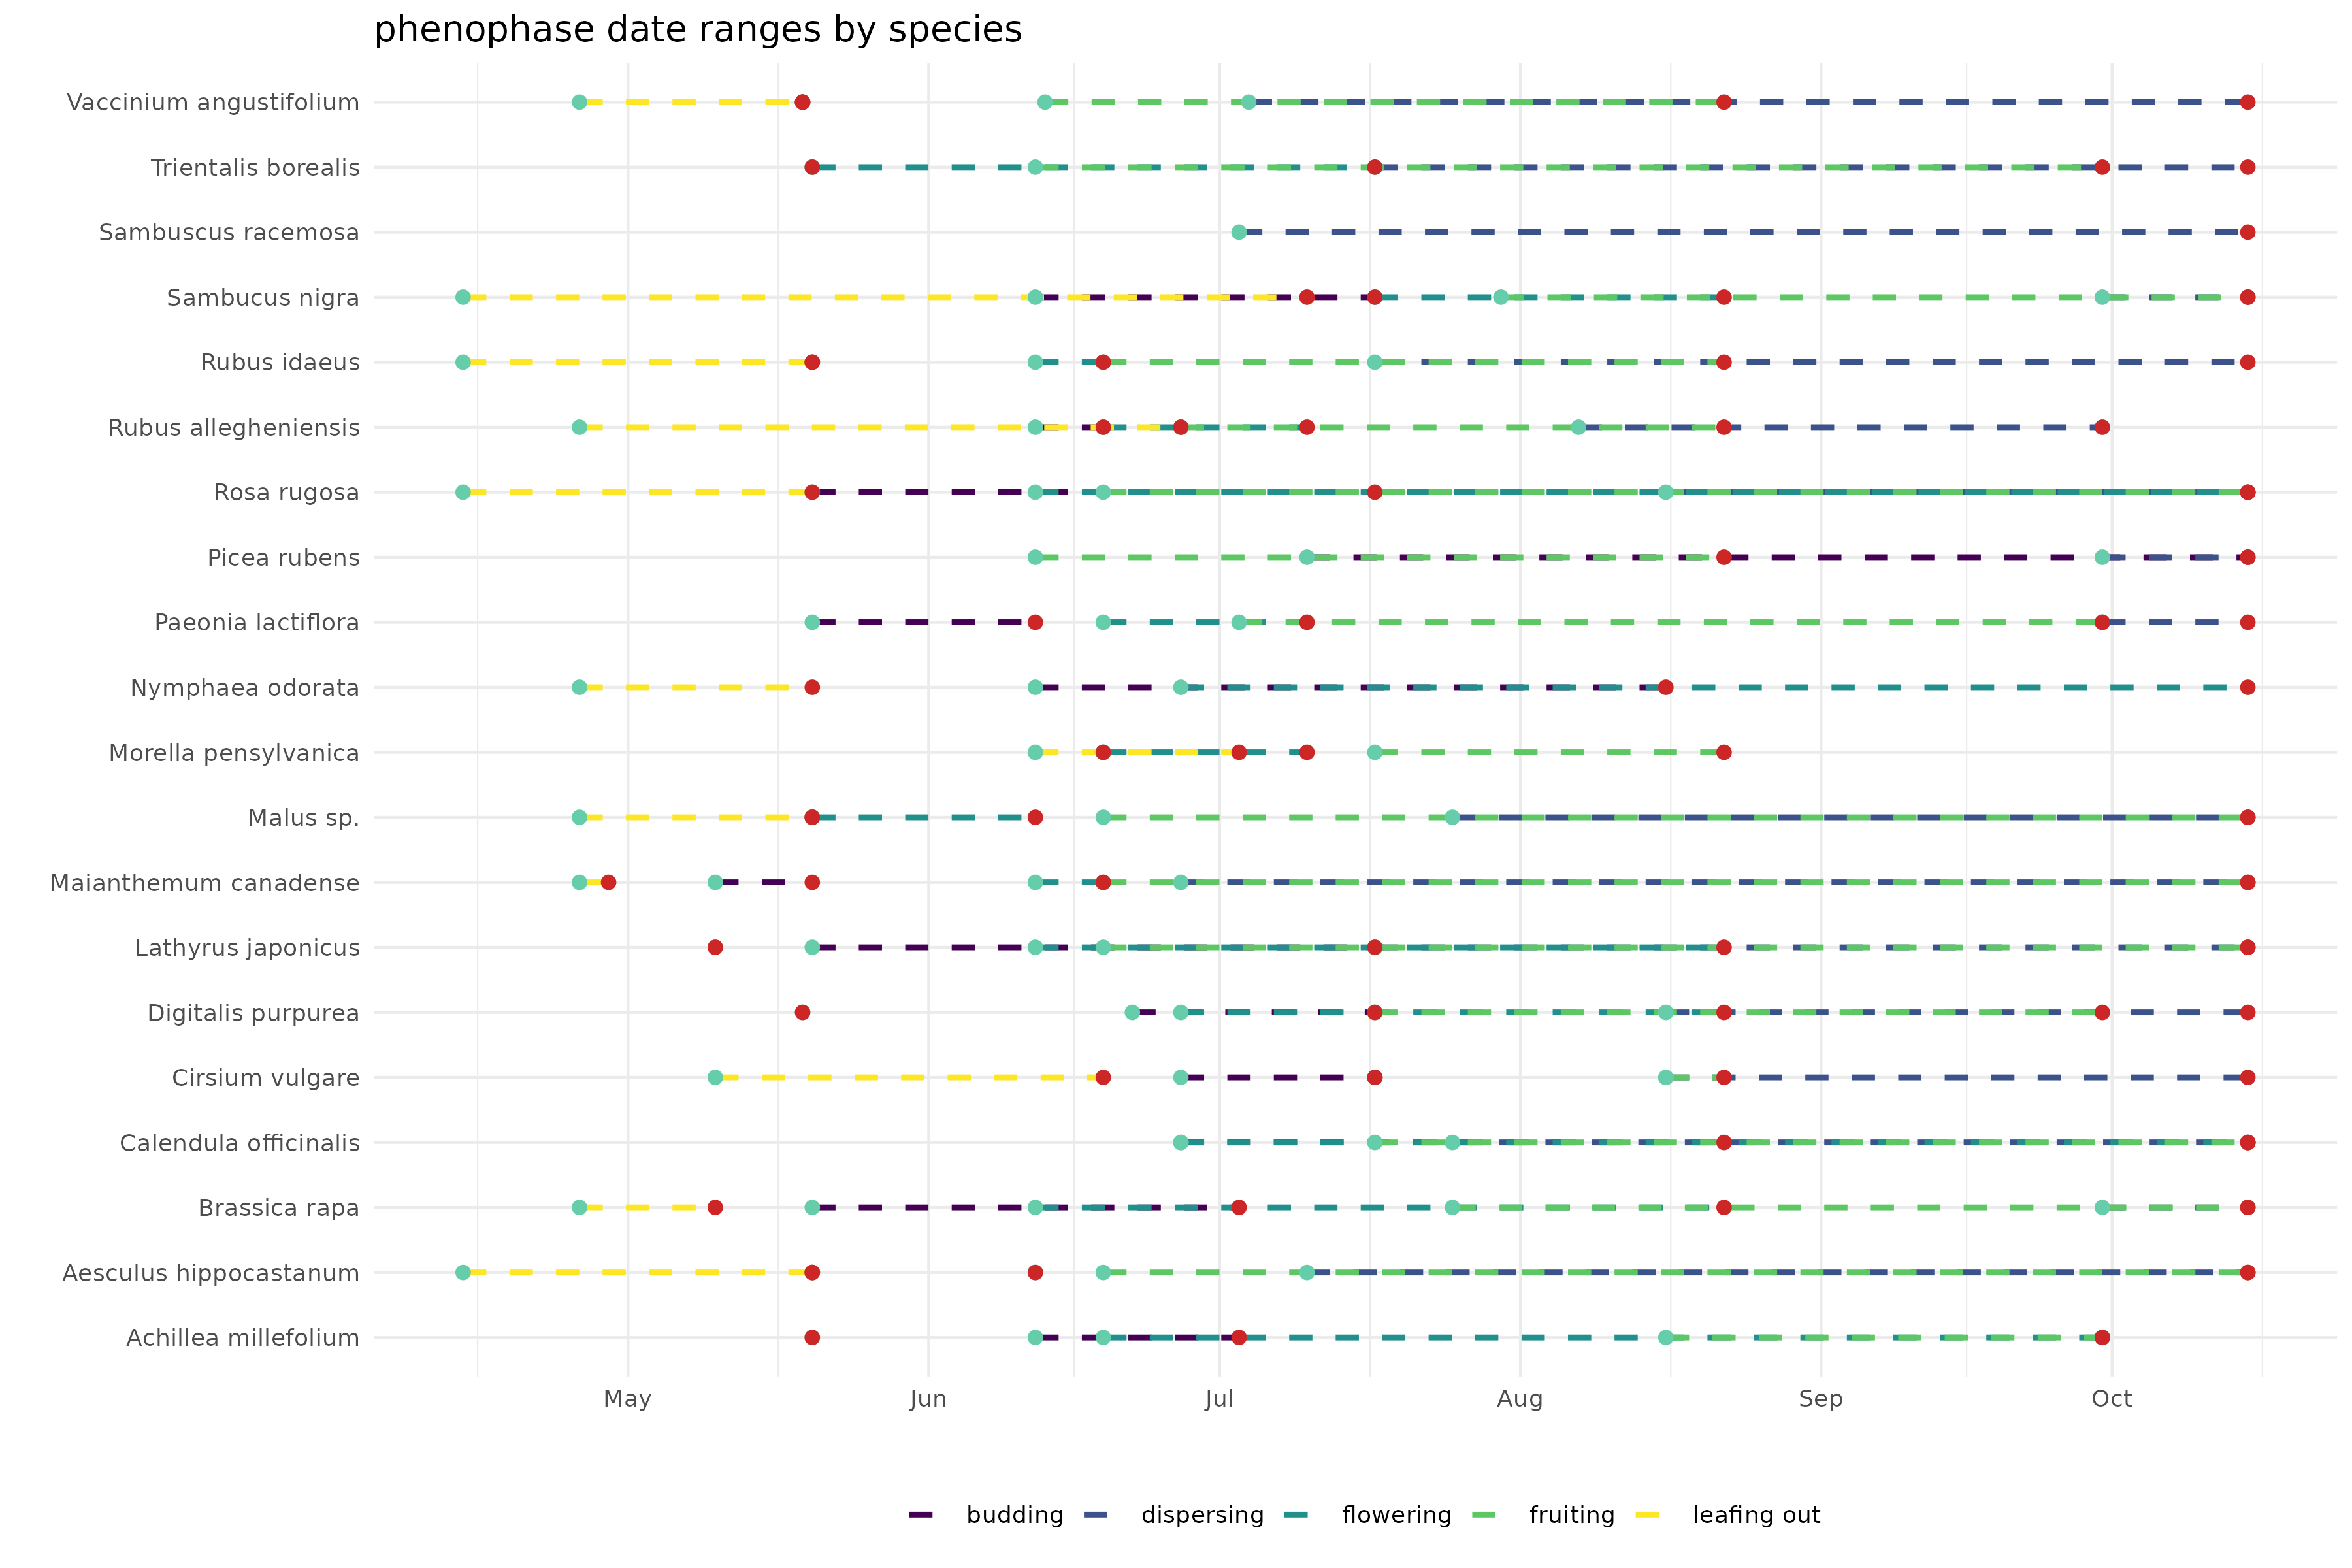 phenophase date ranges by species
Vaccinium angustifolium
Trientalis borealis
Sambuscus racemosa
Sambucus nigra
Rubus idaeus
Rubus allegheniensis
Rosa rugosa
Picea rubens
Paeonia lactiflora
Nymphaea odorata
Morella pensylvanica
Malus sp.
Maianthemum canadense
Lathyrus japonicus
Digitalis purpurea
Cirsium vulgare
Calendula officinalis
Brassica rapa
Aesculus hippocastanum
Achillea millefolium
May Jun Jul Aug Sep Oct
budding dispersing flowering fruiting leafing out